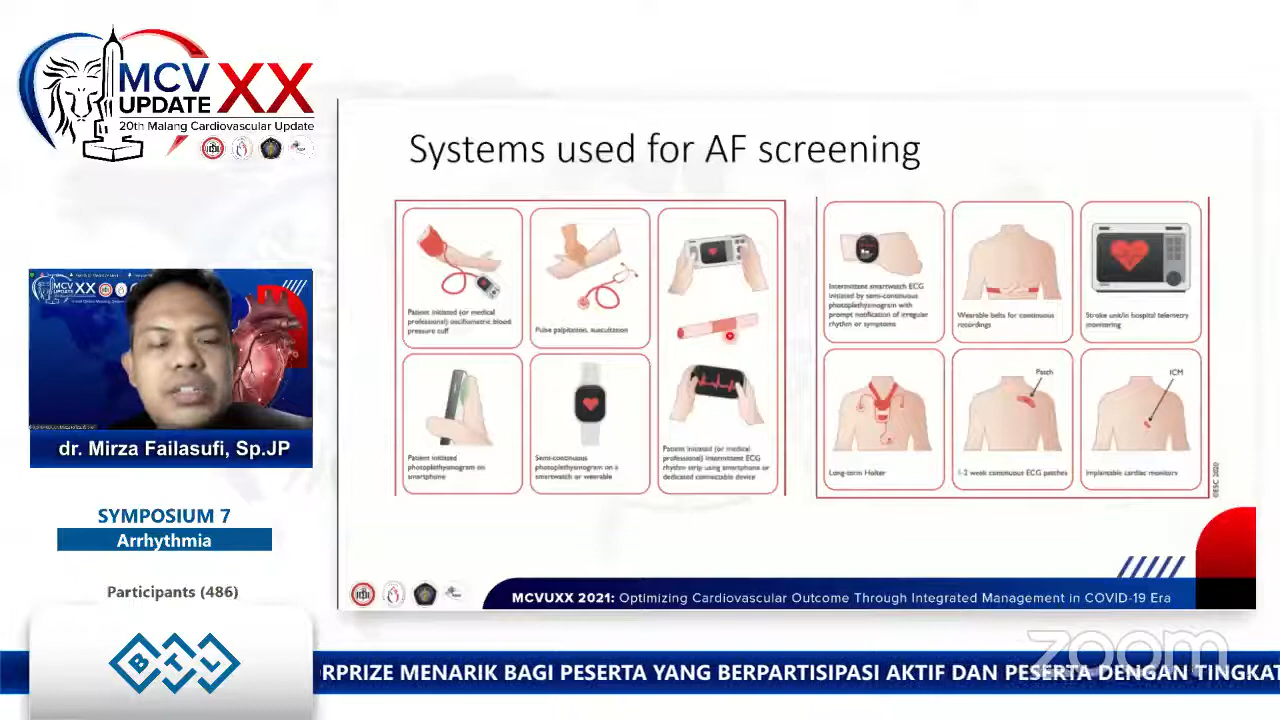 MCV
UPDATE
XX
20th Malang Cardiovascular Update
MCV XX
UPDATE
dr. Mirza Failasufi, Sp.JP
SYMPOSIUM 7
Arrhythmia
Participants (486)
BTL
Systems used for AF screening
Patient initiated (or medical
professional) oscillometric blood
pressure cuff
Pulse palpitation, auscultation
Patient initiated
photoplethysmogram on
smartphone
Semi-continuous
photoplethysmogram on a
smartwatch or wearable
Patient initiated (or medical
professional) intermittent ECG
rhythm strip using smartphone or
dedicated connectable device
Intermittent smartwatch ECG
initiated by semi-continuous
photoplethysmogram with
prompt notification of irregular
rhythm or symptoms
Wearable belts for continuous
recordings
Stroke unit/in hospital telemetry
monitoring
Long-term Holter
Patch
1-2 week continuous ECG patches
ICM
Implantable cardiac monitors
©ESC 2020
MCVUXX 2021: Optimizing Cardiovascular Outcome Through Integrated Management in COVID-19 Era
zoom
ORPRIZE MENARIK BAGI PESERTA YANG BERPARTISIPASI AKTIF DAN PESERTA DENGAN TINGKAT